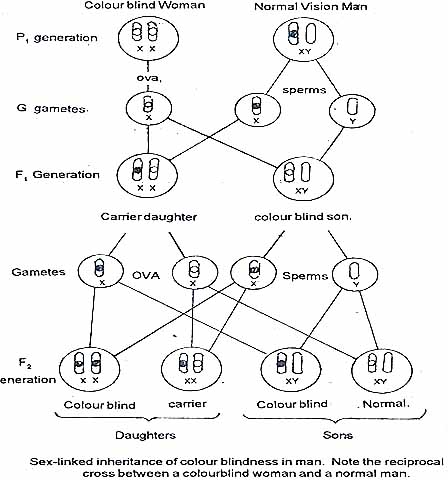 Colour blind Woman Normal Vision Man
P1 generation
X X XY
ova, sperms
G gametes.
X X Y
F1 Generation
X X XY
Carrier daughter colour blind son.
Gametes OVA Sperms
X X X Y
F2
eneration
X X XX XY XY
Colour blind carrier Colour blind . Normal.
Daughters Sons
Sex-linked inheritance of colour blindness in man. Note the reciprocal
cross between a colourblind woman and a normal man.